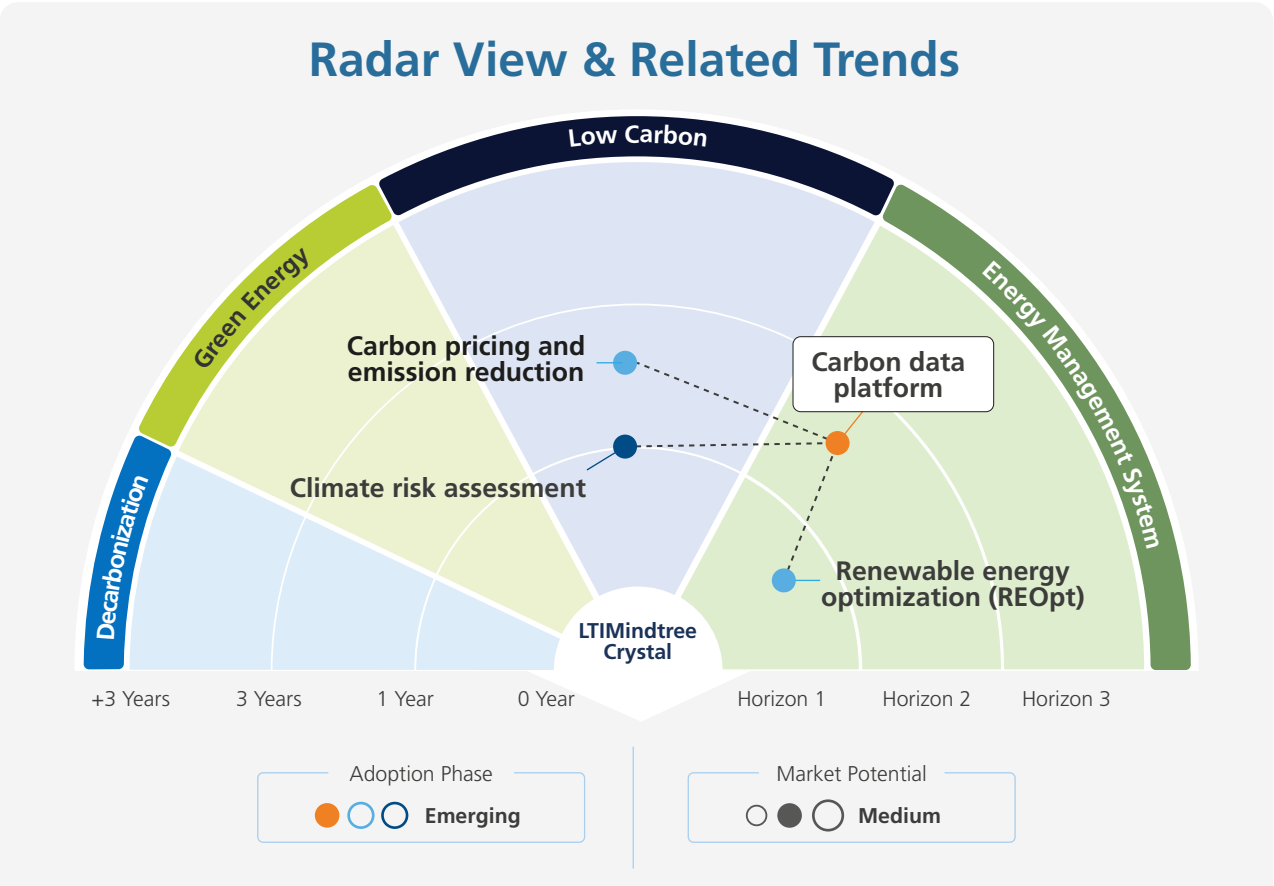 Radar View & Related Trends
Low Carbon
Green Energy
Energy Management System
Decarbonization
Carbon pricing and
emission reduction
Carbon data
platform
Climate risk assessment
Renewable energy
optimization (REOpt)
LTIMindtree
Crystal
+3 Years
3 Years
1 Year
0 Year
Horizon 1
Horizon 2
Horizon 3
Adoption Phase
Emerging
Market Potential
Medium